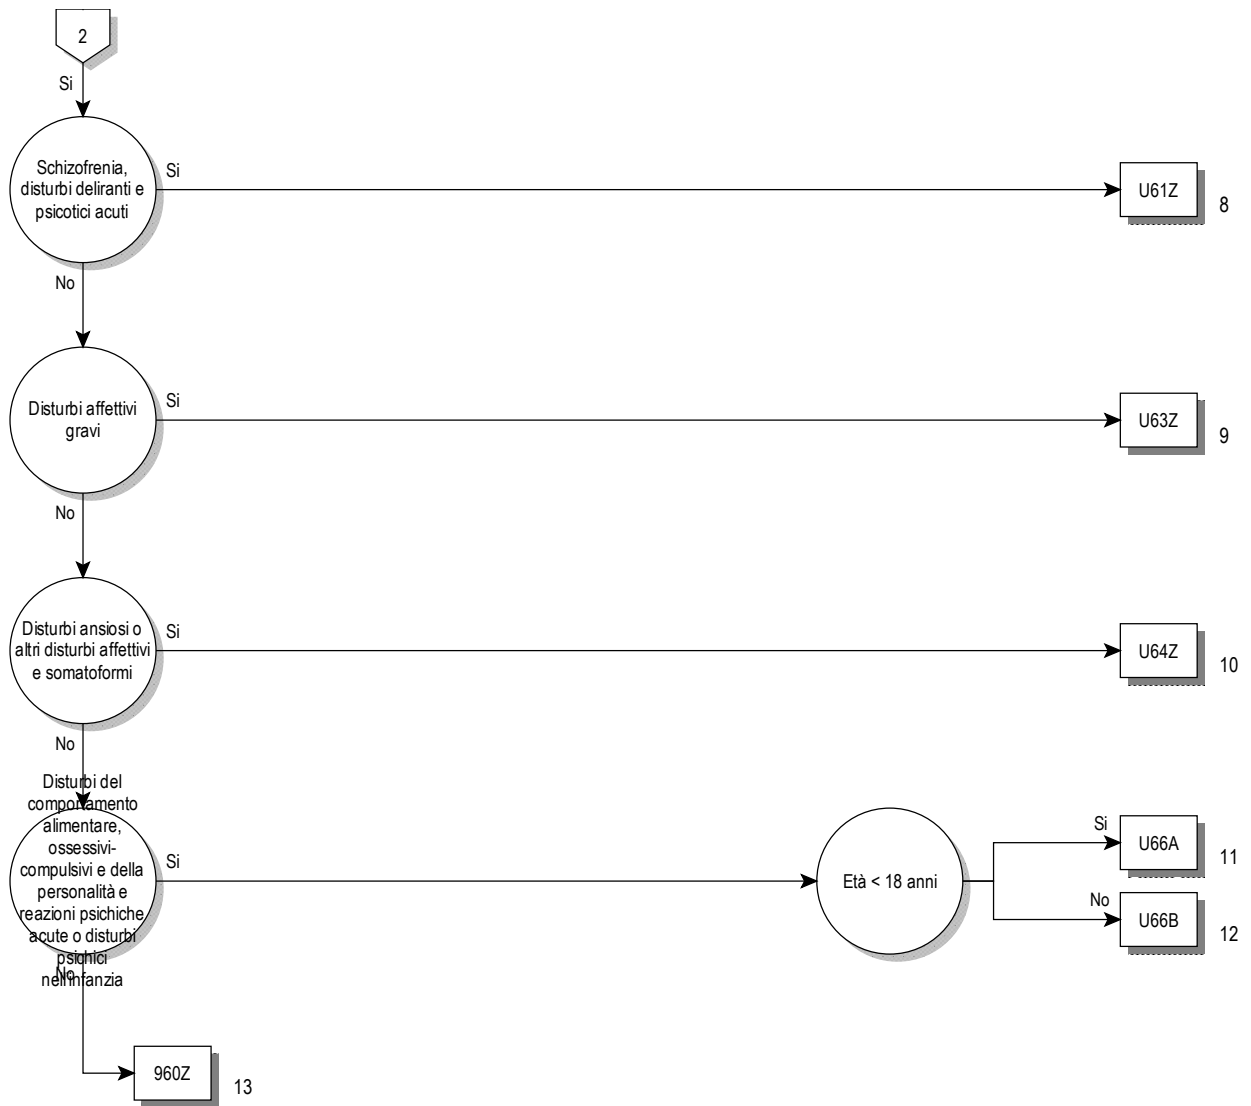 2
Si
Schizofrenia,
disturbi deliranti e
psicotici acuti
Si
U61Z
8
No
Disturbi affettivi
gravi
Si
U63Z
9
No
Disturbi ansiosi o
altri disturbi affettivi
e somatoformi
Si
U64Z
10
No
Disturbi del
comportamento
alimentare,
ossessivi-
compulsivi e della
personalità e
reazioni psichiche
acute o disturbi
psichici
nell'infanzia
Si
Età < 18 anni
Si
U66A
11
No
U66B
12
No
960Z
13